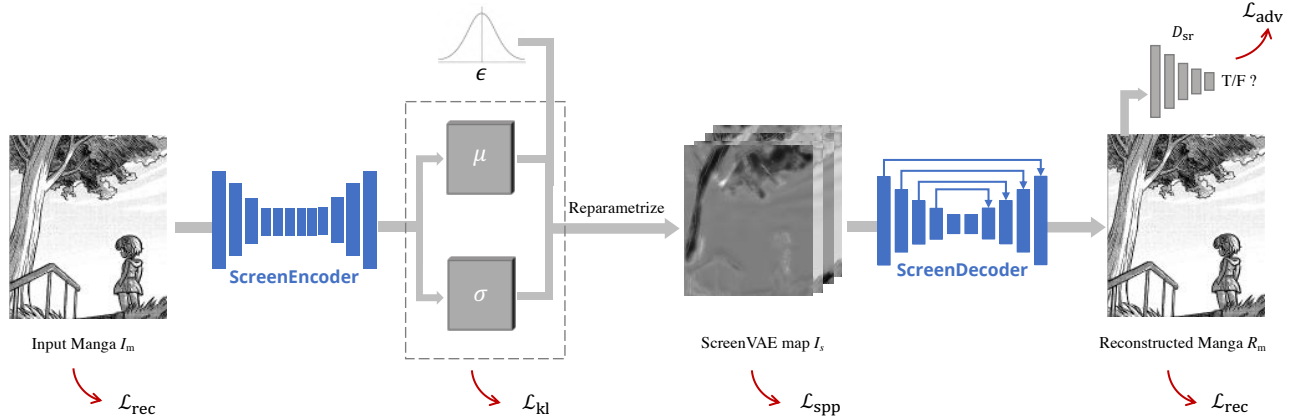 ℒadv
Dsr
T/F ?
ϵ
μ
Reparametrize
ScreenEncoder
ScreenDecoder
σ
Input Manga Im
ScreenVAE map Is
Reconstructed Manga Rm
ℒrec
ℒkl
ℒspp
ℒrec